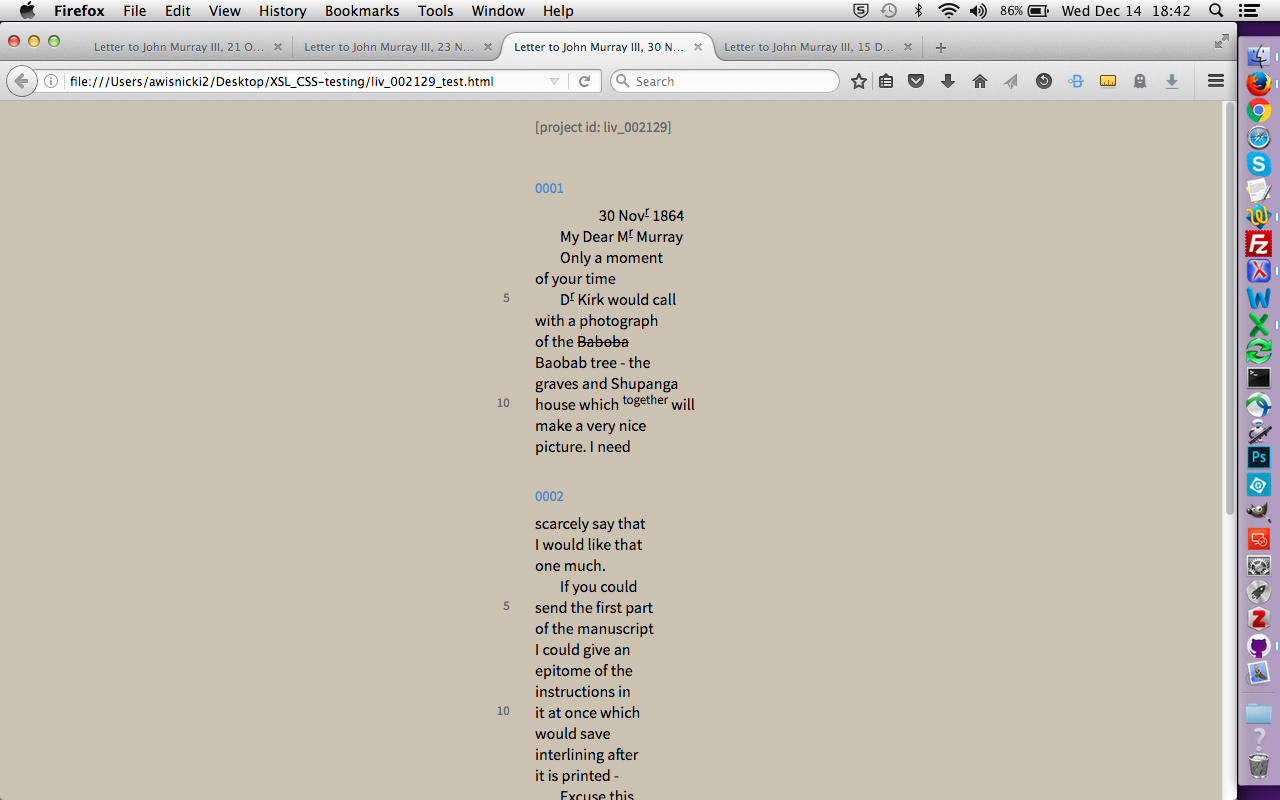 Firefox File Edit View History Bookmarks Tools Window Help 86% Wed Dec 14 18:42
Letter to John Murray III, 21 O... Letter to John Murray III, 23 N... Letter to John Murray III, 30 N... Letter to John Murray III, 15 D...
file:///Users/awisnicki2/Desktop/XSL_CSS-testing/liv_002129_test.html Search
[project id: liv_002129]
0001
30 Novr 1864
My Dear Mr Murray
Only a moment
of your time
5 Dr Kirk would call
with a photograph
of the Baboba
Baobab tree - the
graves and Shupanga
10 house which together will
make a very nice
picture. I need
0002
scarcely say that
I would like that
one much.
If you could
5 send the first part
of the manuscript
I could give an
epitome of the
instructions in
10 it at once which
would save
interlining after
it is printed -
Excuse this